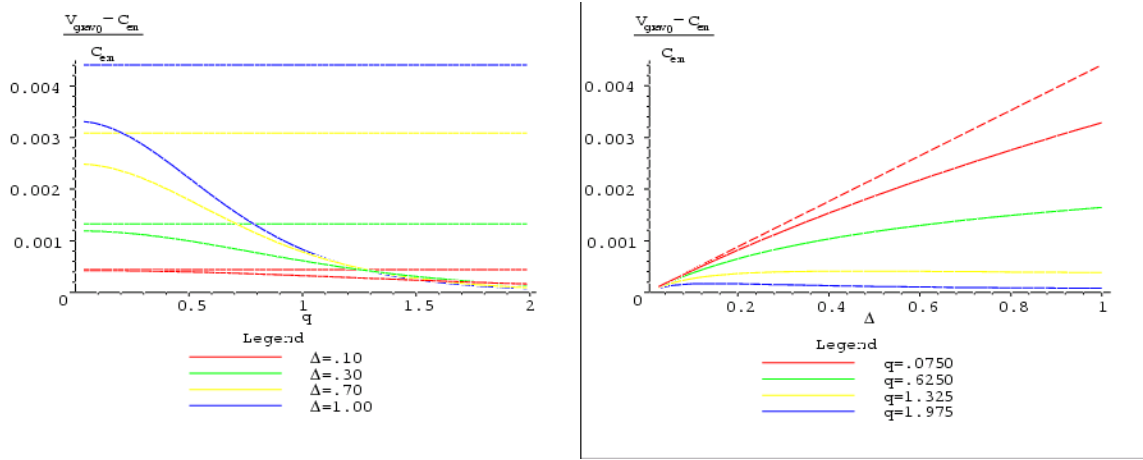 V_grav0 − C_em
C_em
0.004
0.003
0.002
0.001
0
0.5
1
1.5
2
q
Legend
Δ=.10
Δ=.30
Δ=.70
Δ=1.00
V_grav0 − C_em
C_em
0.004
0.003
0.002
0.001
0
0.2
0.4
0.6
0.8
1
Δ
Legend
q=.0750
q=.6250
q=1.325
q=1.975